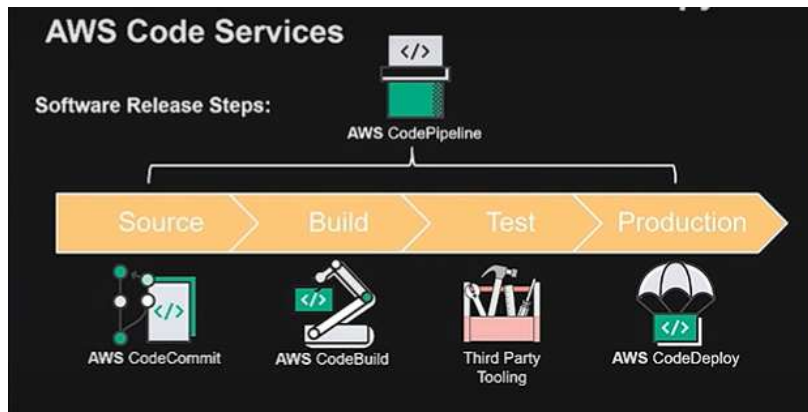 AWS Code Services
</>
Software Release Steps:
AWS CodePipeline
Source
Build
Test
Production
</>
</>
</>
AWS CodeCommit
AWS CodeBuild
Third Party
Tooling
AWS CodeDeploy